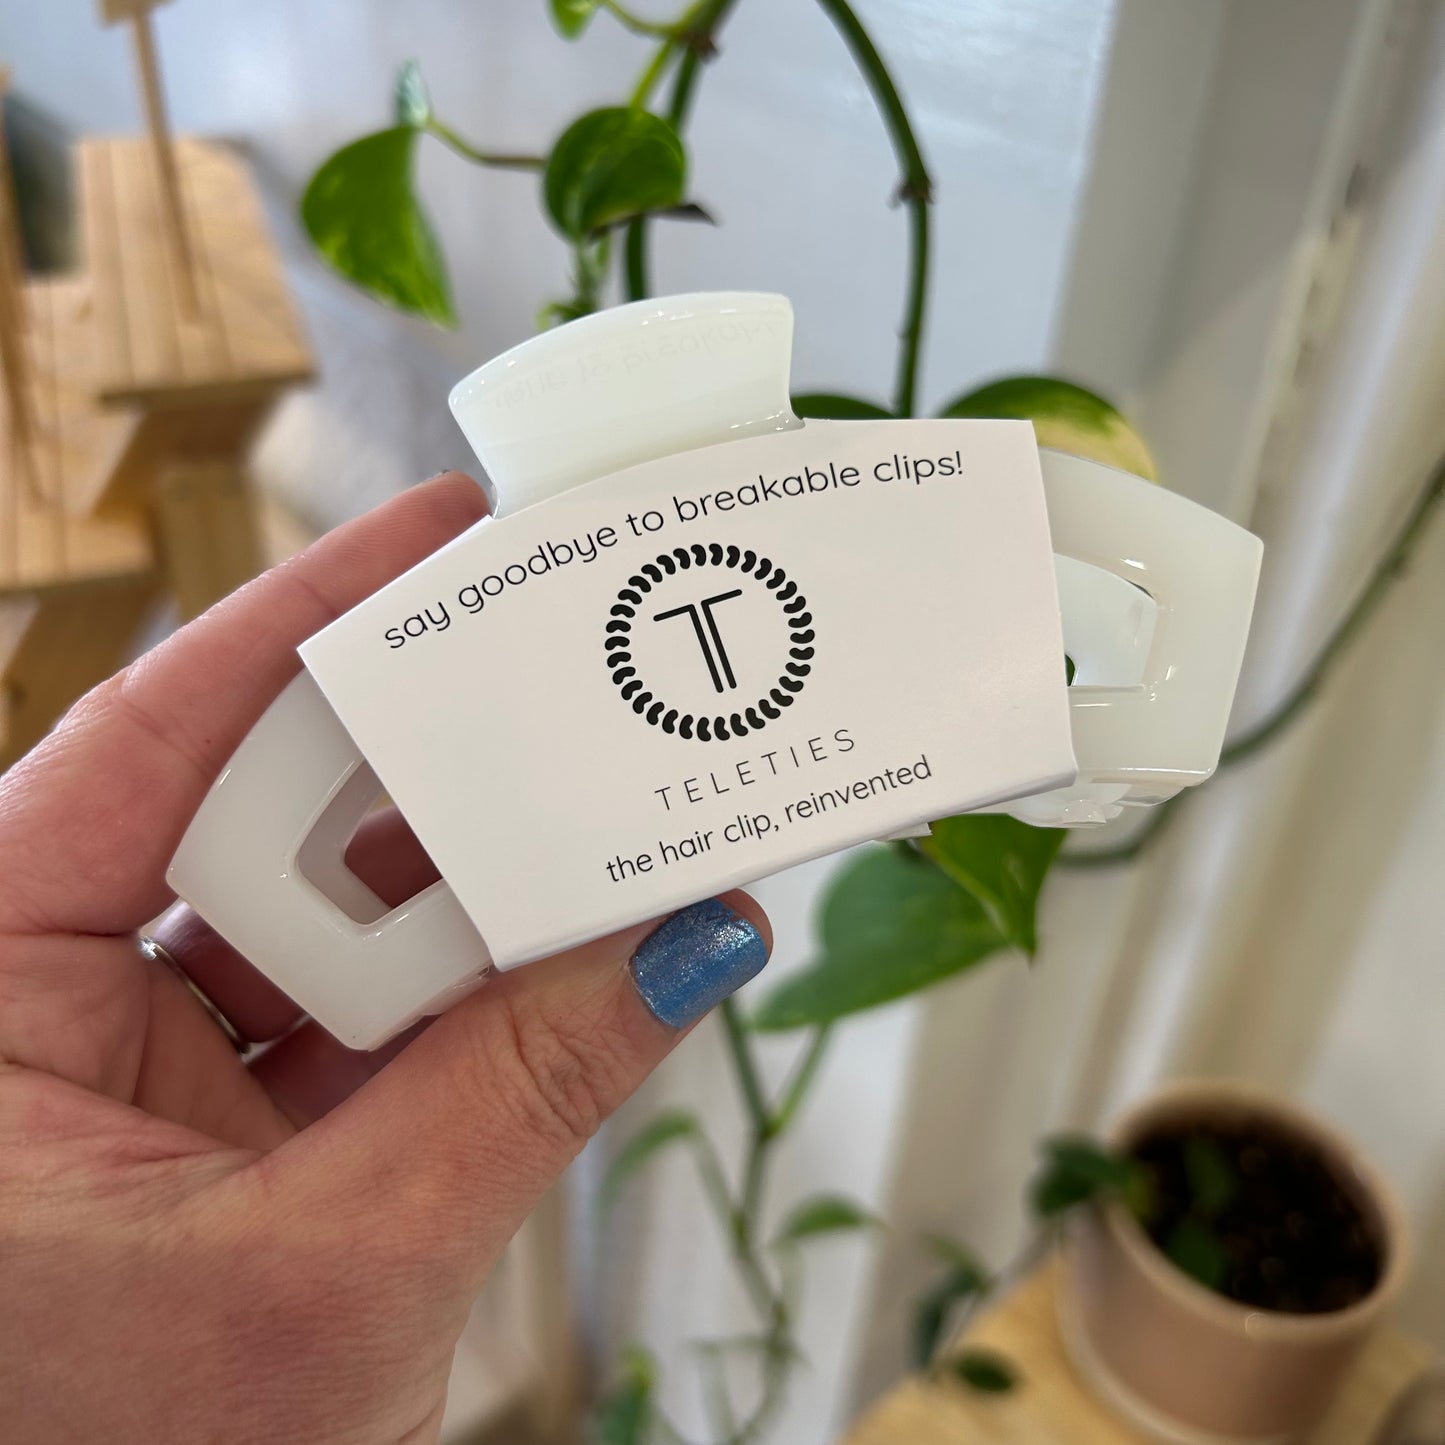 say goodbye to breakable clips!
T
TELETIES
the hair clip, reinvented